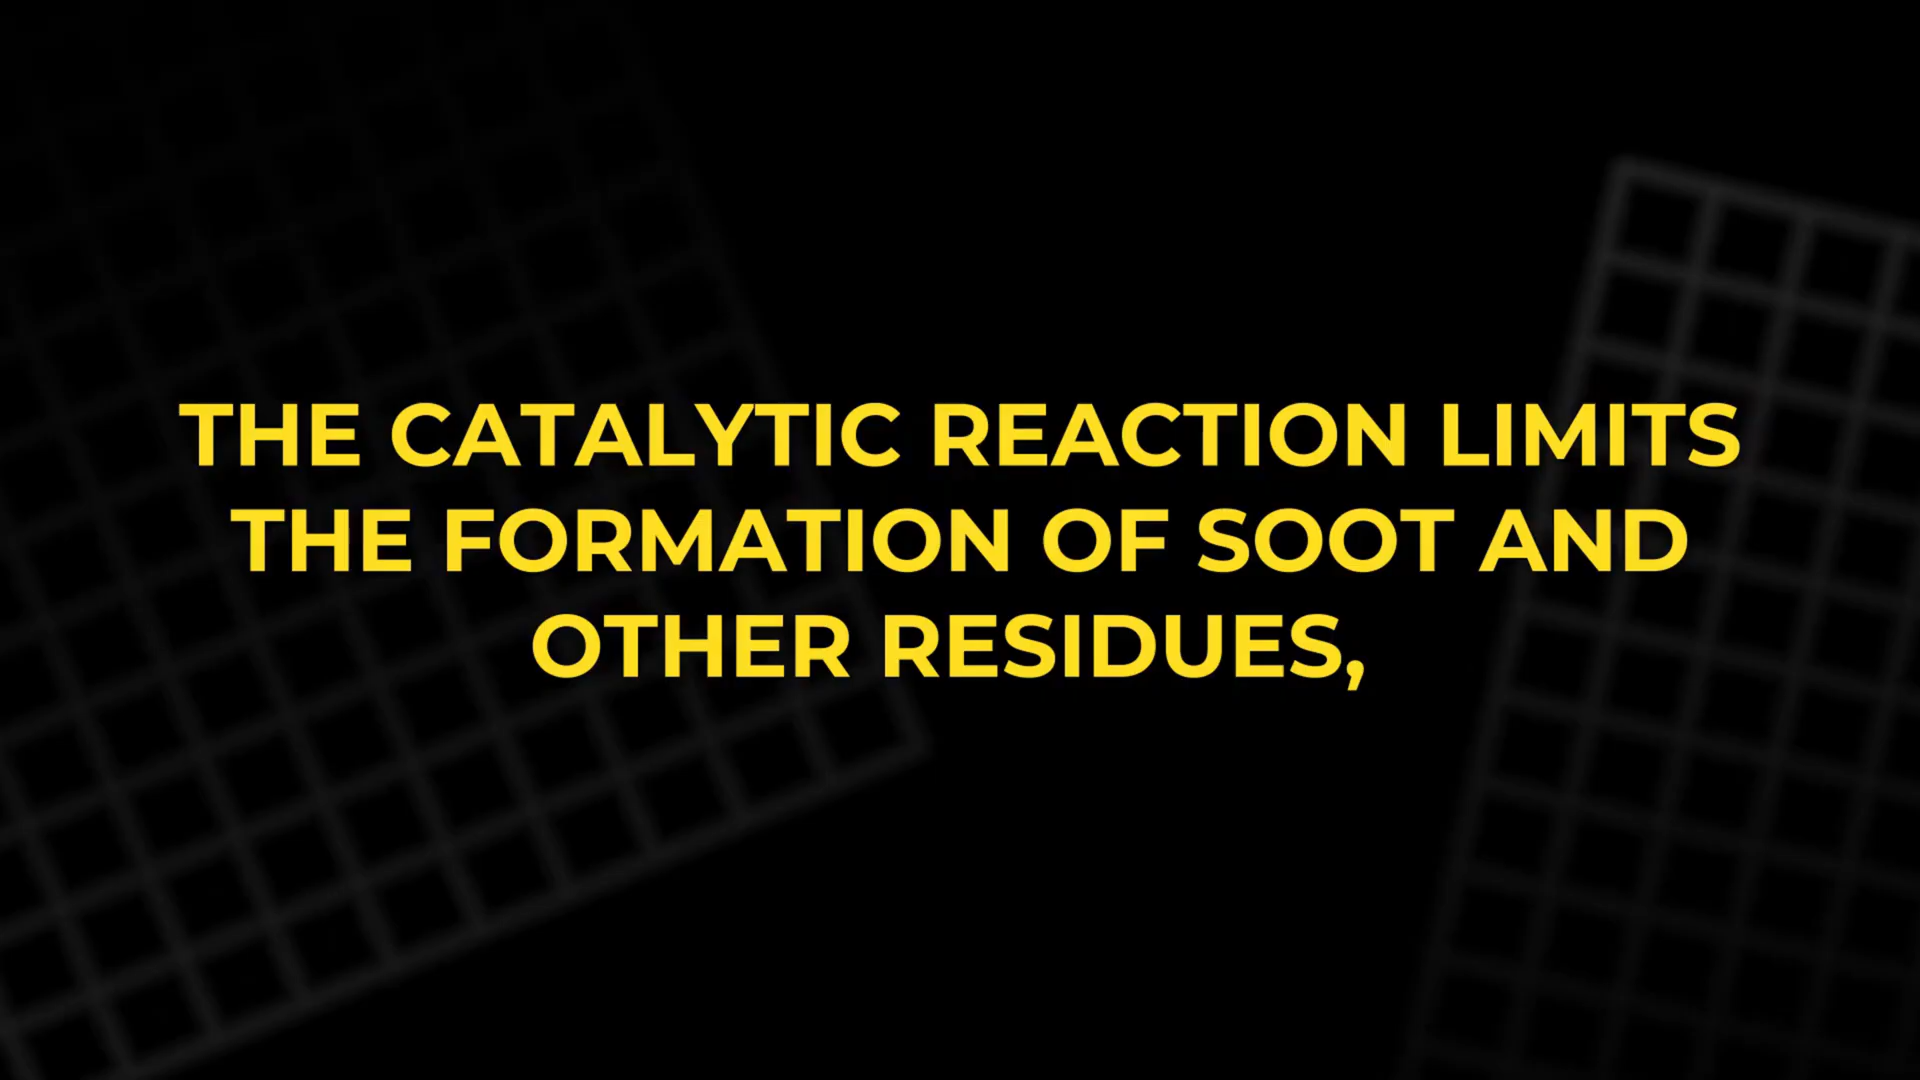 THE CATALYTIC REACTION LIMITS
THE FORMATION OF SOOT AND
OTHER RESIDUES,